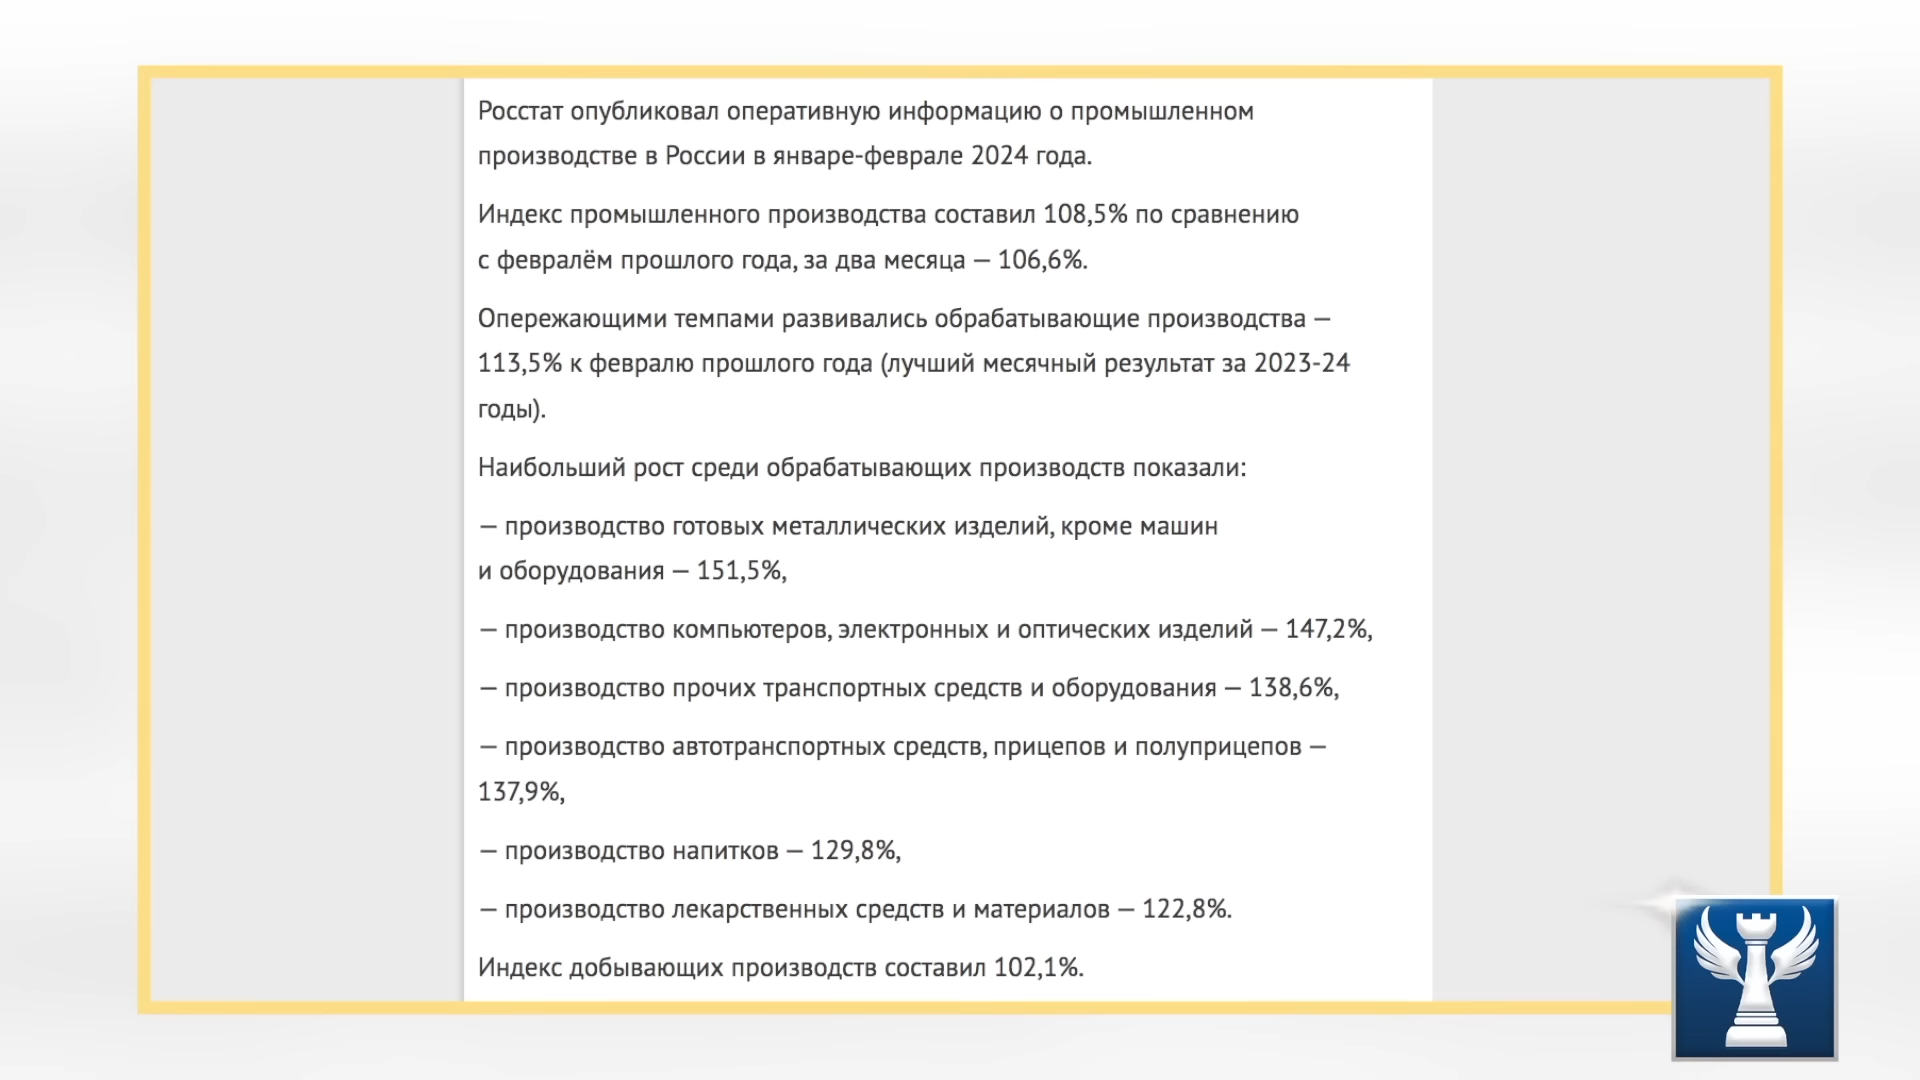 Росстат опубликовал оперативную информацию о промышленном
производстве в России в январе-феврале 2024 года.
Индекс промышленного производства составил 108,5% по сравнению
с февралём прошлого года, за два месяца — 106,6%.
Опережающими темпами развивались обрабатывающие производства —
113,5% к февралю прошлого года (лучший месячный результат за 2023-24
годы).
Наибольший рост среди обрабатывающих производств показали:
— производство готовых металлических изделий, кроме машин
и оборудования — 151,5%,
— производство компьютеров, электронных и оптических изделий — 147,2%,
— производство прочих транспортных средств и оборудования — 138,6%,
— производство автотранспортных средств, прицепов и полуприцепов —
137,9%,
— производство напитков — 129,8%,
— производство лекарственных средств и материалов — 122,8%.
Индекс добывающих производств составил 102,1%.